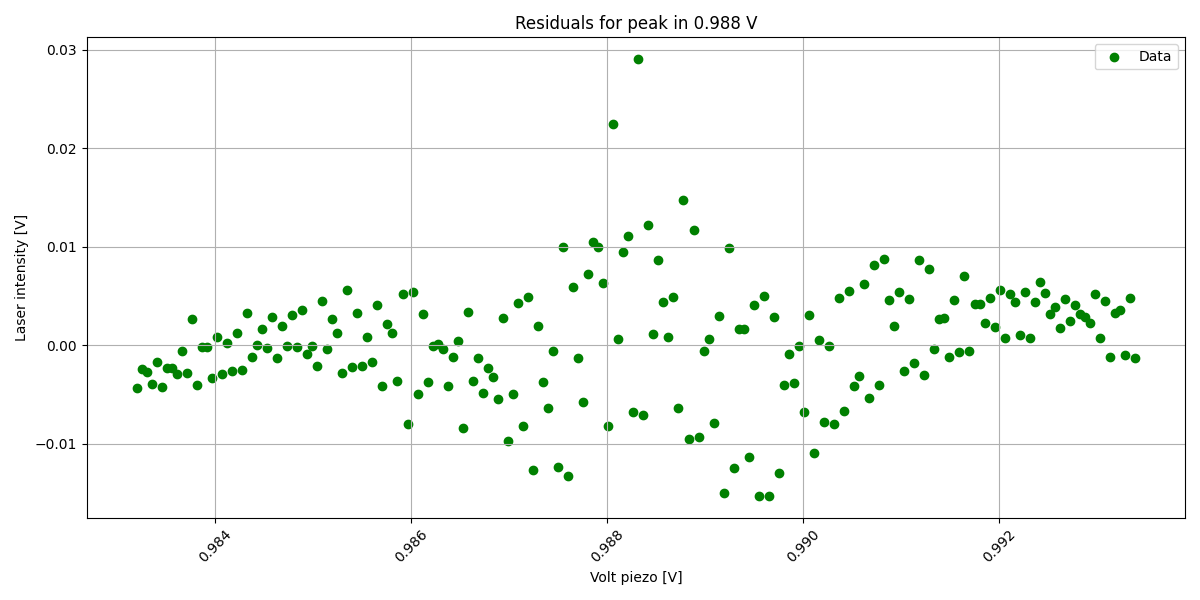 Residuals for peak in 0.988 V
Data
0.03
0.02
0.01
0.00
−0.01
Laser intensity [V]
0.984
0.986
0.988
0.990
0.992
Volt piezo [V]